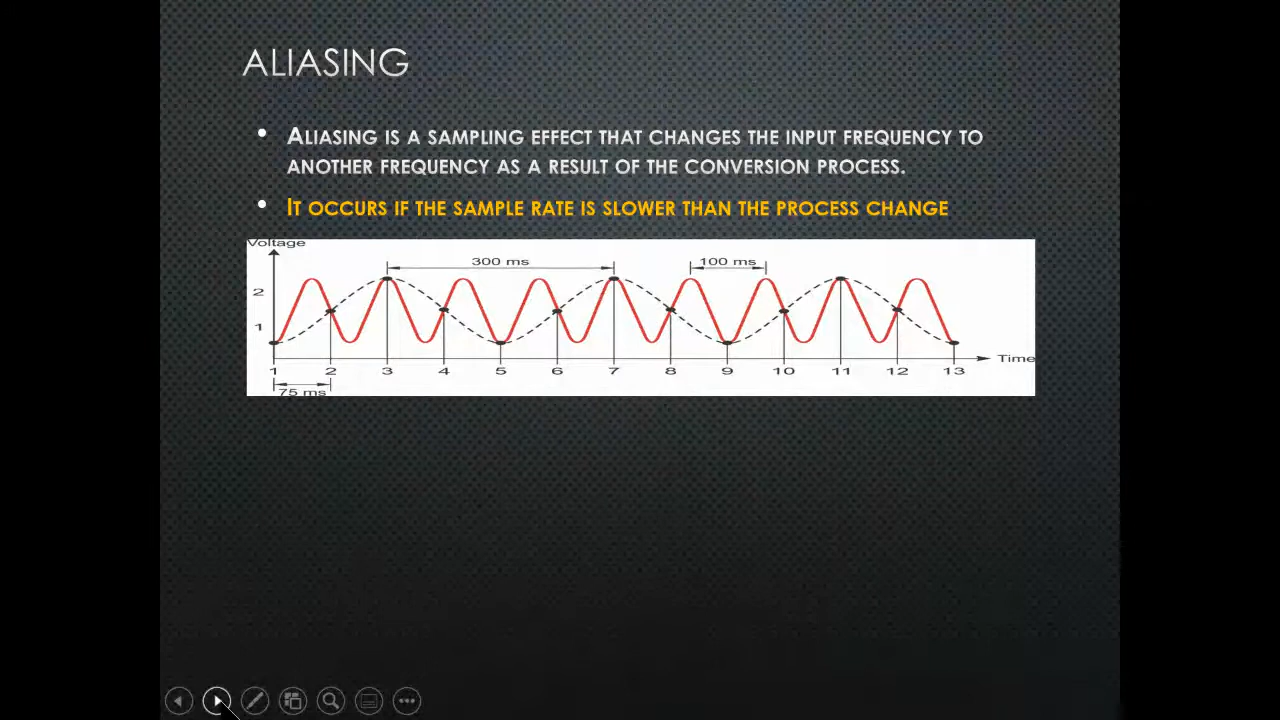 ALIASING
• ALIASING IS A SAMPLING EFFECT THAT CHANGES THE INPUT FREQUENCY TO
ANOTHER FREQUENCY AS A RESULT OF THE CONVERSION PROCESS.
• IT OCCURS IF THE SAMPLE RATE IS SLOWER THAN THE PROCESS CHANGE
Voltage
300 ms
100 ms
2
1
Time
1 2 3 4 5 6 7 8 9 10 11 12 13
75 ms